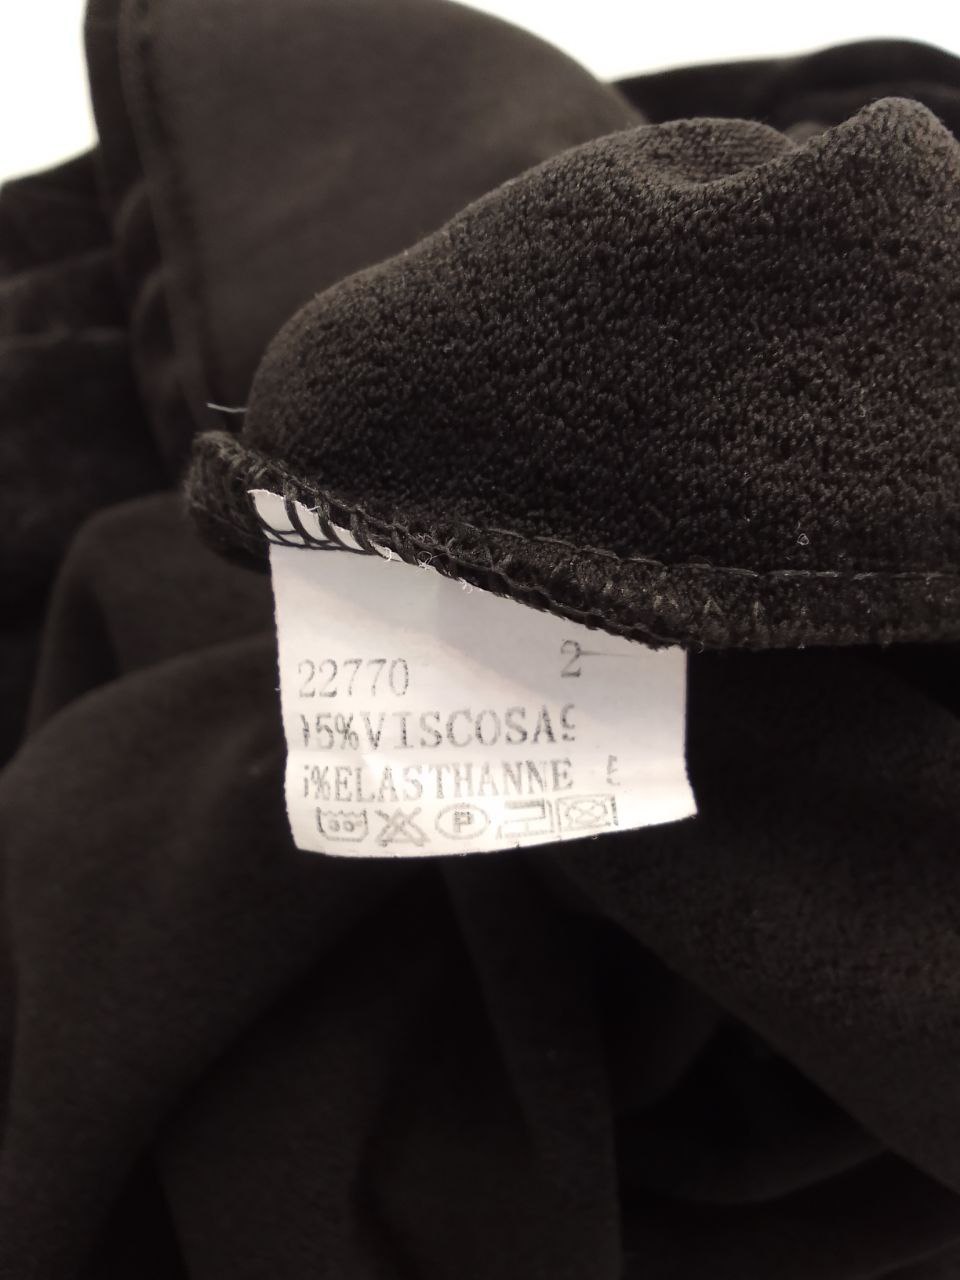 22770 2
5%VISCOSA
%ELASTHANNE E
P